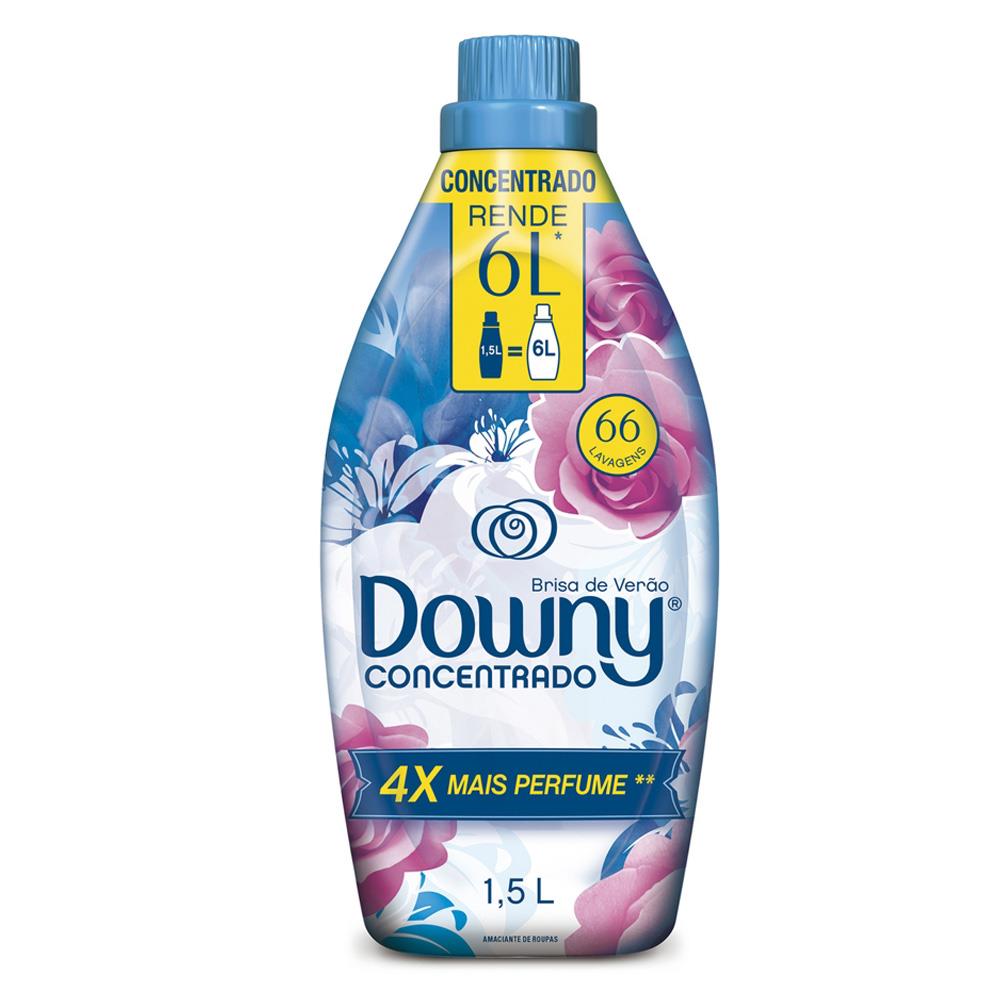 CONCENTRADO
RENDE
6L*
1,5L = 6L
66
LAVAGENS
Brisa de Verão
Downy®
CONCENTRADO
4X MAIS PERFUME **
1,5 L
AMACIANTE DE ROUPAS